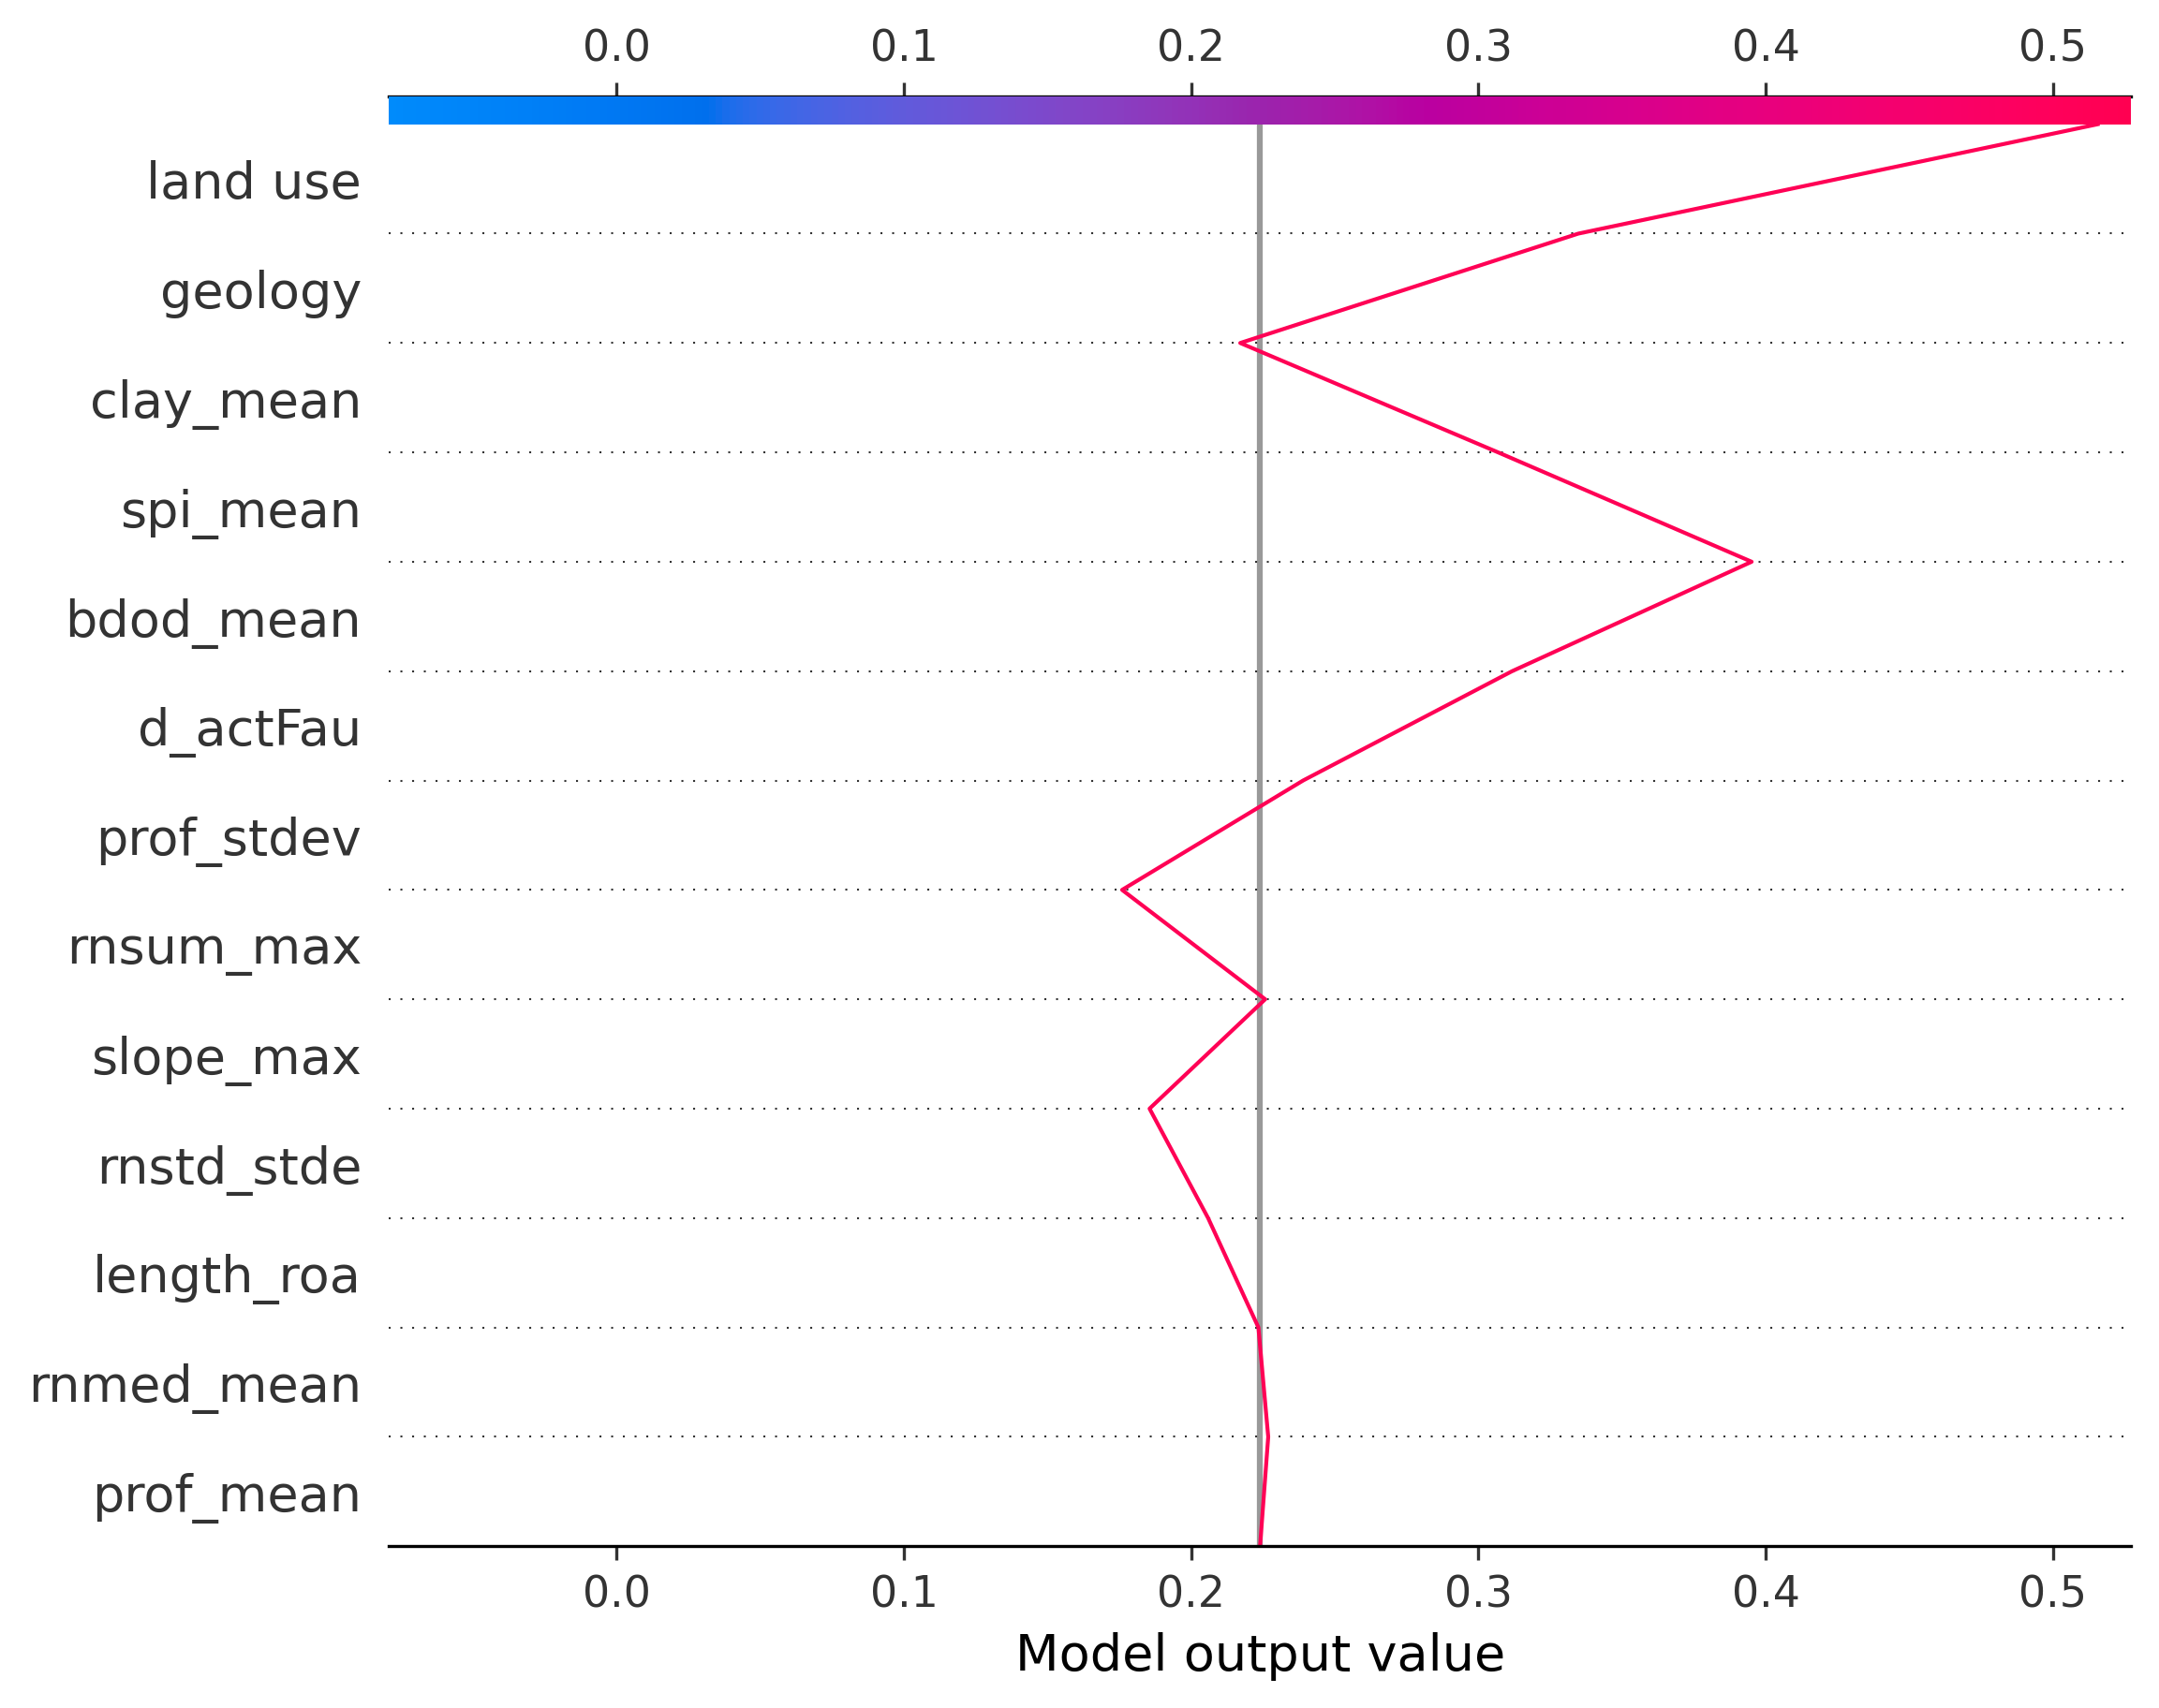 0.0 0.1 0.2 0.3 0.4 0.5
land use
geology
clay_mean
spi_mean
bdod_mean
d_actFau
prof_stdev
rnsum_max
slope_max
rnstd_stde
length_roa
rnmed_mean
prof_mean
0.0 0.1 0.2 0.3 0.4 0.5
Model output value